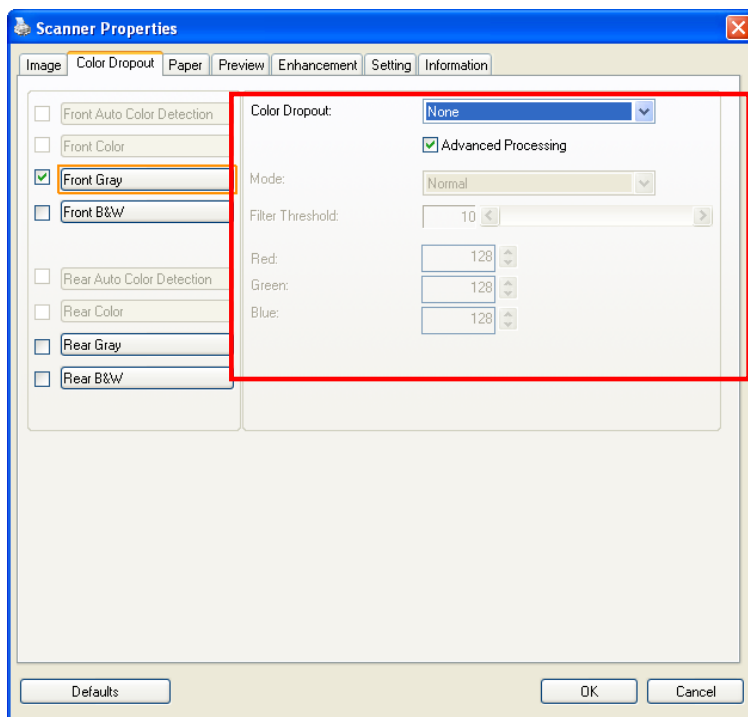 Scanner Properties
Image Color Dropout Paper Preview Enhancement Setting Information
Front Auto Color Detection
Front Color
Front Gray
Front B&W
Rear Auto Color Detection
Rear Color
Rear Gray
Rear B&W
Color Dropout: None
Advanced Processing
Mode: Normal
Filter Threshold: 10
Red: 128
Green: 128
Blue: 128
Defaults OK Cancel